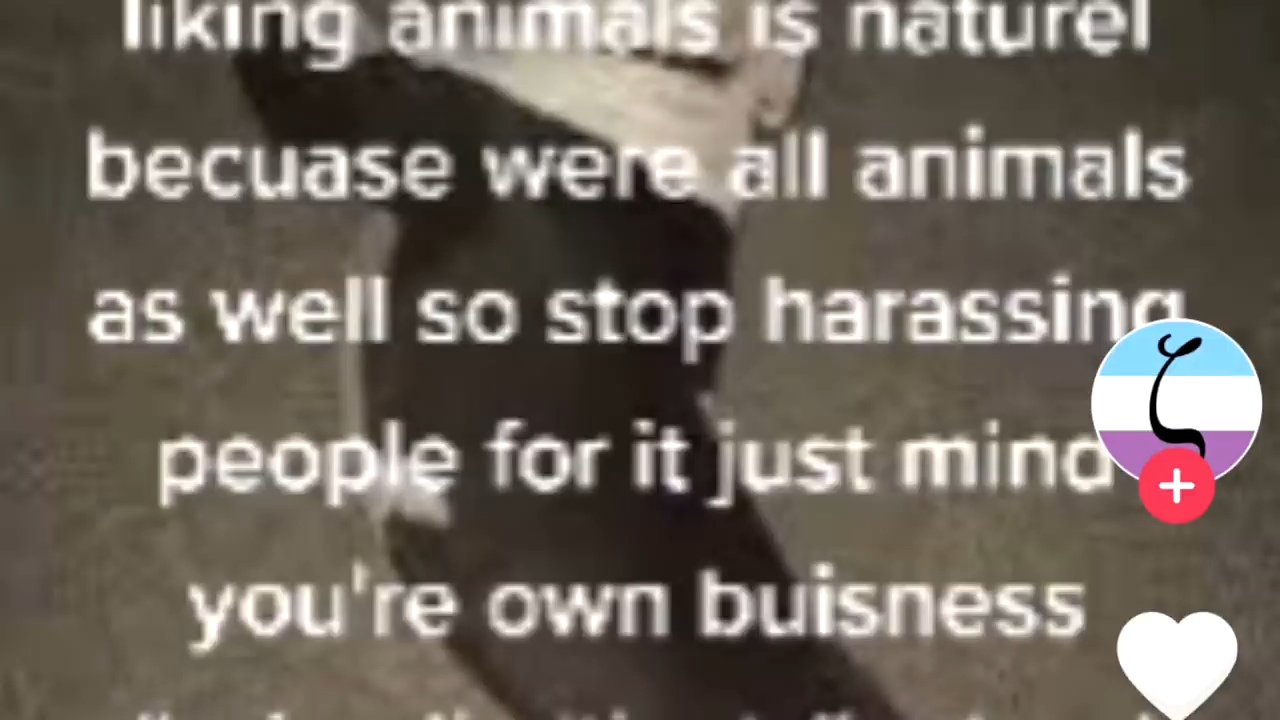 liking animals is naturel
becuase were all animals
as well so stop harassing
people for it just mind
you're own buisness